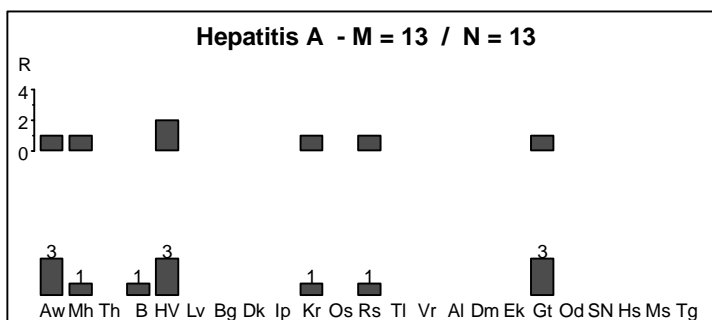 Hepatitis A - M = 13 / N = 13
R
4
2
0
3 1 1 3 1 1 3
Aw Mh Th B HV Lv Bg Dk Ip Kr Os Rs Tl Vr Al Dm Ek Gt Od SN Hs Ms Tg